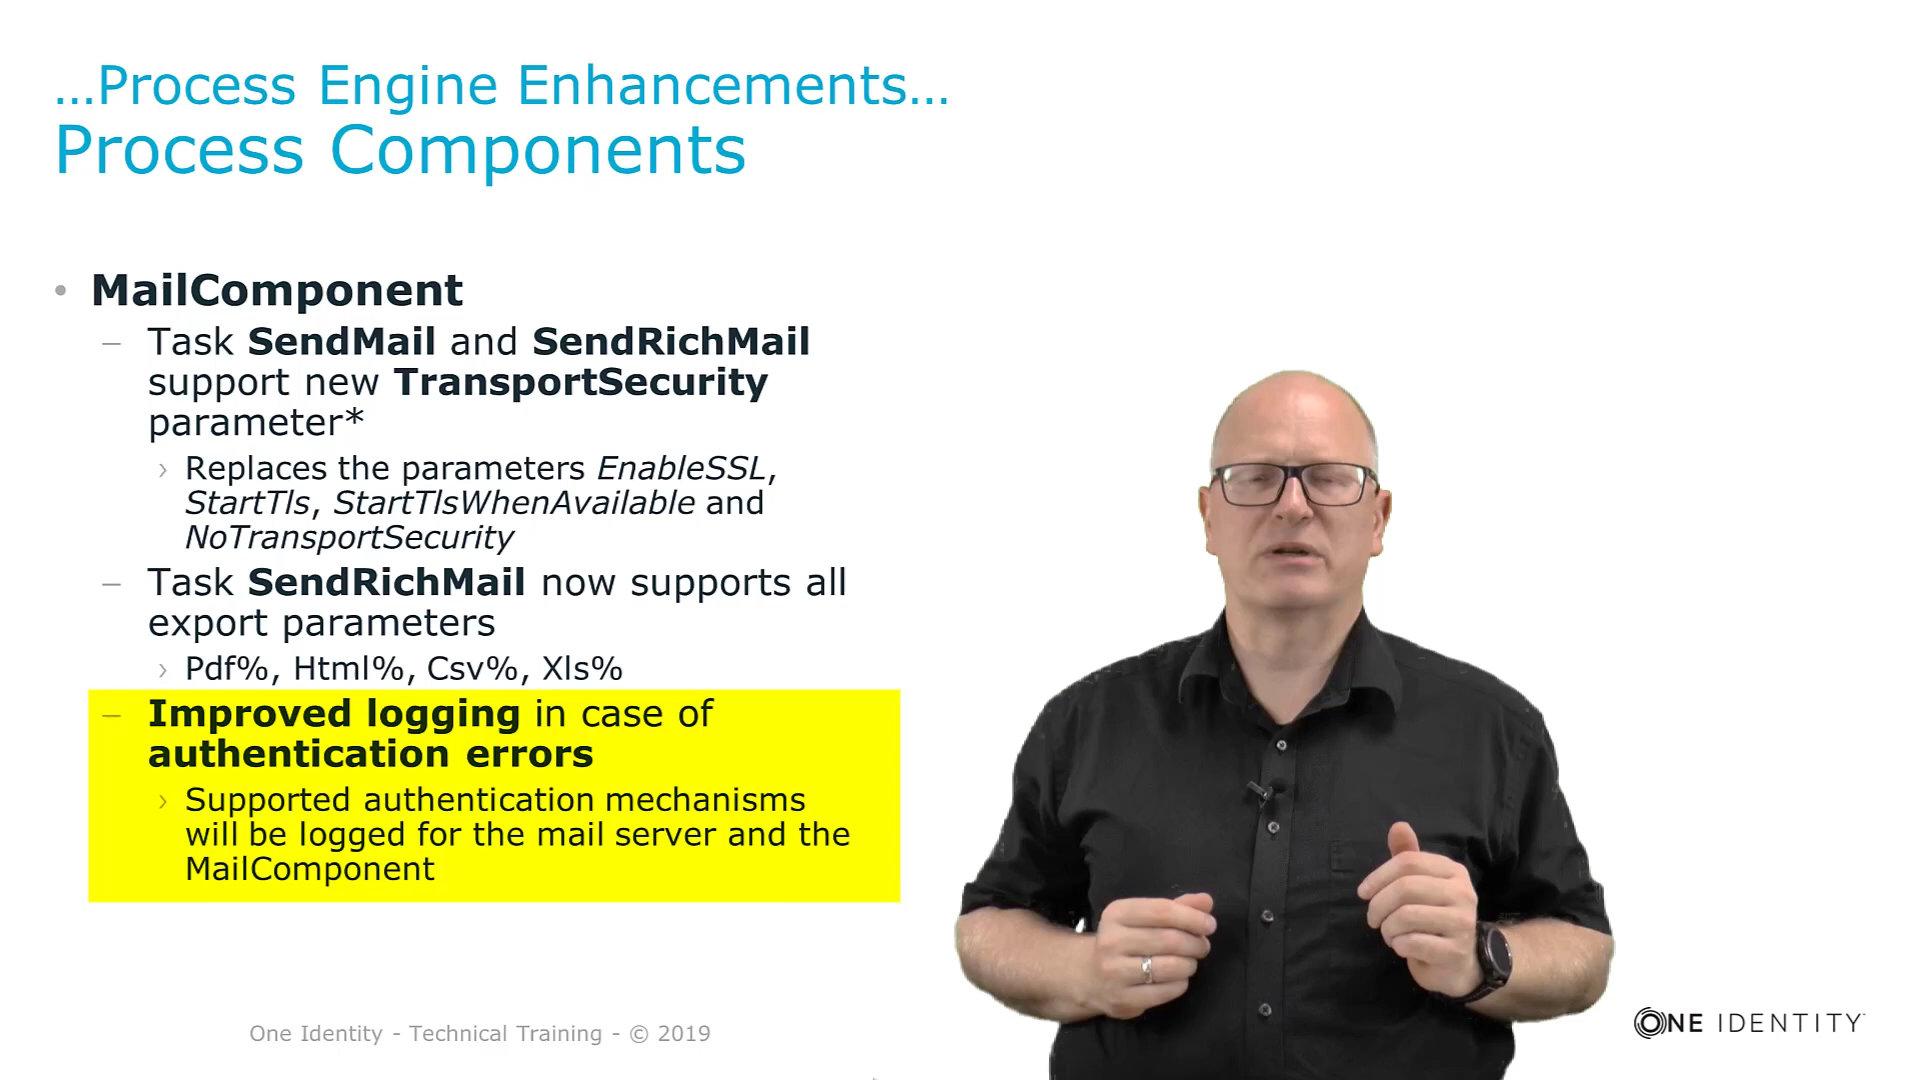 …Process Engine Enhancements…
Process Components
• MailComponent
– Task SendMail and SendRichMail
support new TransportSecurity
parameter*
› Replaces the parameters EnableSSL,
StartTls, StartTlsWhenAvailable and
NoTransportSecurity
– Task SendRichMail now supports all
export parameters
› Pdf%, Html%, Csv%, Xls%
– Improved logging in case of
authentication errors
› Supported authentication mechanisms
will be logged for the mail server and the
MailComponent
One Identity - Technical Training - © 2019
ONE IDENTITY